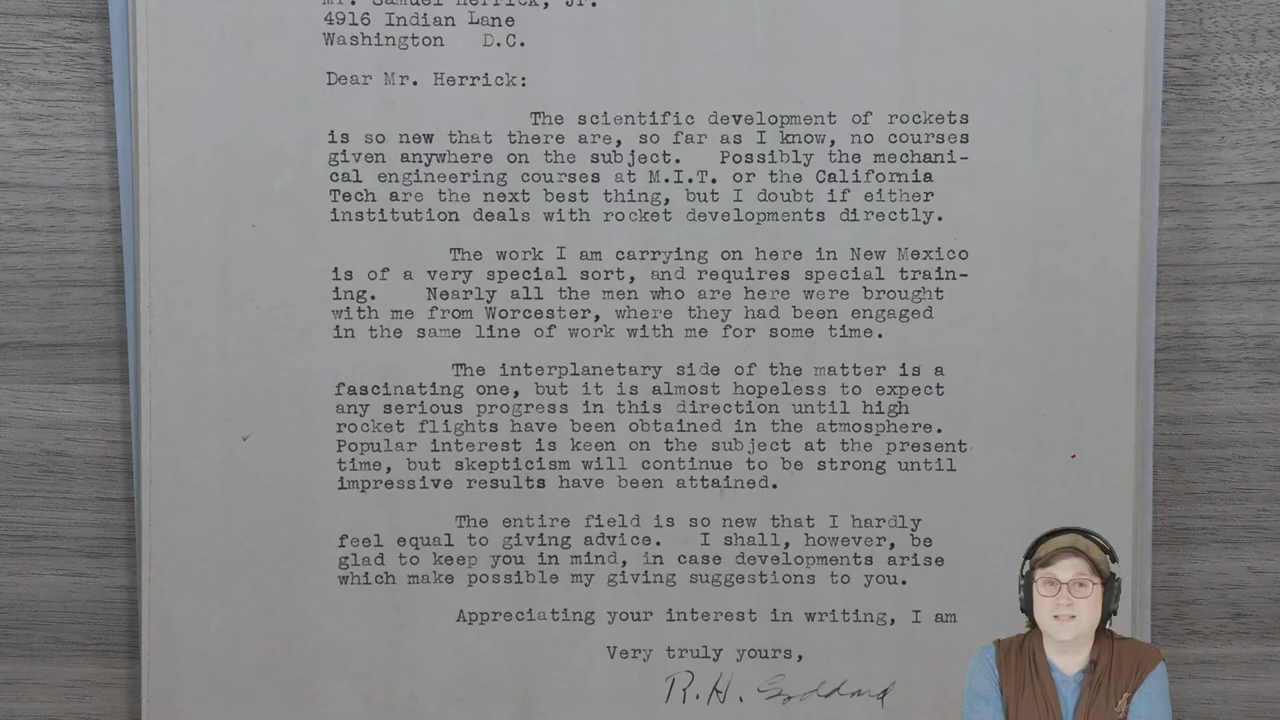 Mr. Samuel Herrick, Jr.
4916 Indian Lane
Washington D.C.
Dear Mr. Herrick:
The scientific development of rockets
is so new that there are, so far as I know, no courses
given anywhere on the subject. Possibly the mechani-
cal engineering courses at M.I.T. or the California
Tech are the next best thing, but I doubt if either
institution deals with rocket developments directly.
The work I am carrying on here in New Mexico
is of a very special sort, and requires special train-
ing. Nearly all the men who are here were brought
with me from Worcester, where they had been engaged
in the same line of work with me for some time.
The interplanetary side of the matter is a
fascinating one, but it is almost hopeless to expect
any serious progress in this direction until high
rocket flights have been obtained in the atmosphere.
Popular interest is keen on the subject at the present
time, but skepticism will continue to be strong until
impressive results have been attained.
The entire field is so new that I hardly
feel equal to giving advice. I shall, however, be
glad to keep you in mind, in case developments arise
which make possible my giving suggestions to you.
Appreciating your interest in writing, I am
Very truly yours,
R.H. Goddard